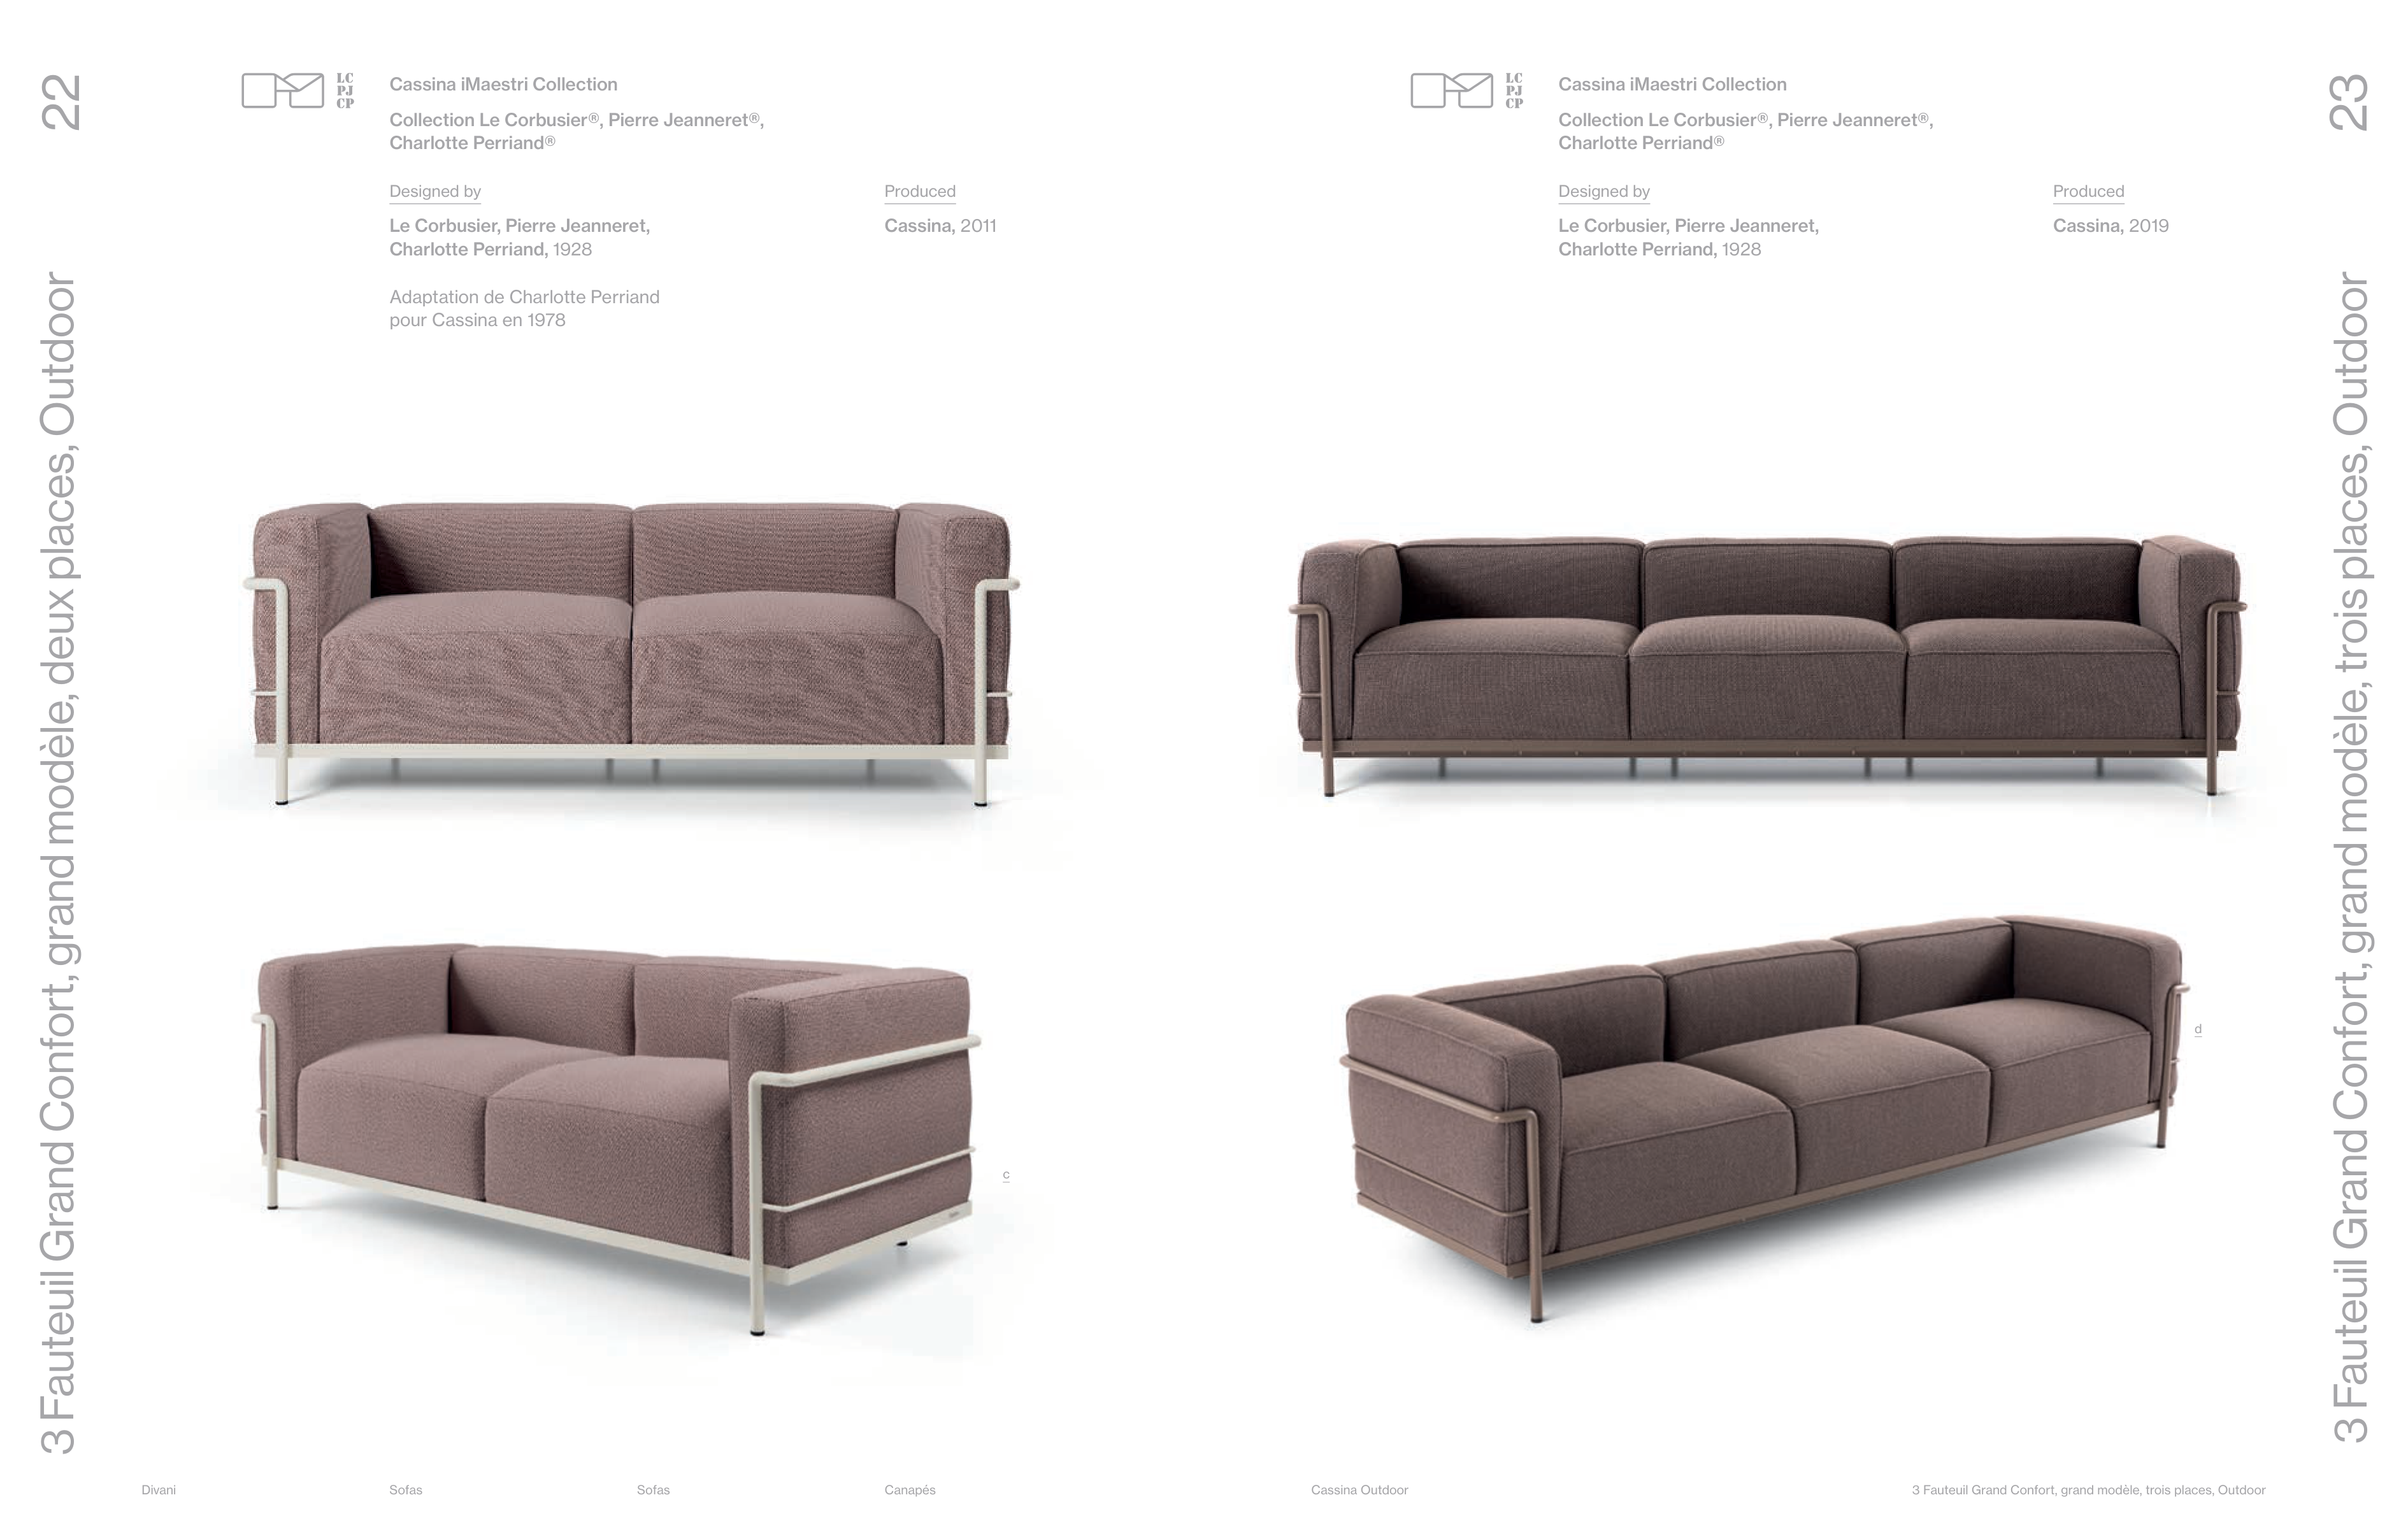 22
3 Fauteuil Grand Confort, grand modèle, deux places, Outdoor
LC
PJ
CP
Cassina iMaestri Collection
Collection Le Corbusier®, Pierre Jeanneret®,
Charlotte Perriand®
Designed by
Le Corbusier, Pierre Jeanneret,
Charlotte Perriand, 1928
Adaptation de Charlotte Perriand
pour Cassina en 1978
Produced
Cassina, 2011
c
Divani
Sofas
Sofas
Canapés
LC
PJ
CP
Cassina iMaestri Collection
Collection Le Corbusier®, Pierre Jeanneret®,
Charlotte Perriand®
Designed by
Le Corbusier, Pierre Jeanneret,
Charlotte Perriand, 1928
Produced
Cassina, 2019
d
23
3 Fauteuil Grand Confort, grand modèle, trois places, Outdoor
Cassina Outdoor
3 Fauteuil Grand Confort, grand modèle, trois places, Outdoor